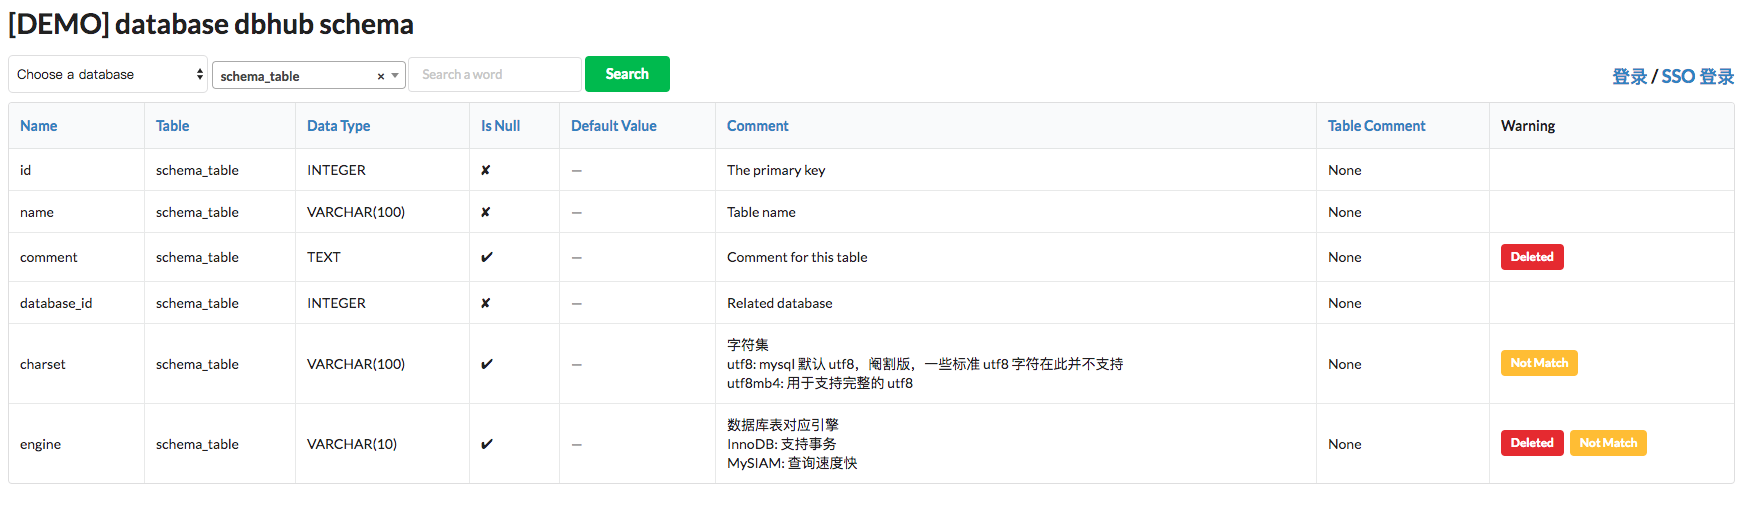 [DEMO] database dbhub schema
Choose a database schema_table × Search a word Search 登录 / SSO 登录
Name Table Data Type Is Null Default Value Comment Table Comment Warning
id schema_table INTEGER ✘ — The primary key None
name schema_table VARCHAR(100) ✘ — Table name None
comment schema_table TEXT ✔ — Comment for this table None Deleted
database_id schema_table INTEGER ✘ — Related database None
charset schema_table VARCHAR(100) ✔ — 字符集
utf8: mysql 默认 utf8，阉割版，一些标准 utf8 字符在此并不支持
utf8mb4: 用于支持完整的 utf8 None Not Match
engine schema_table VARCHAR(10) ✔ — 数据库表对应引擎
InnoDB: 支持事务
MySIAM: 查询速度快 None Deleted Not Match